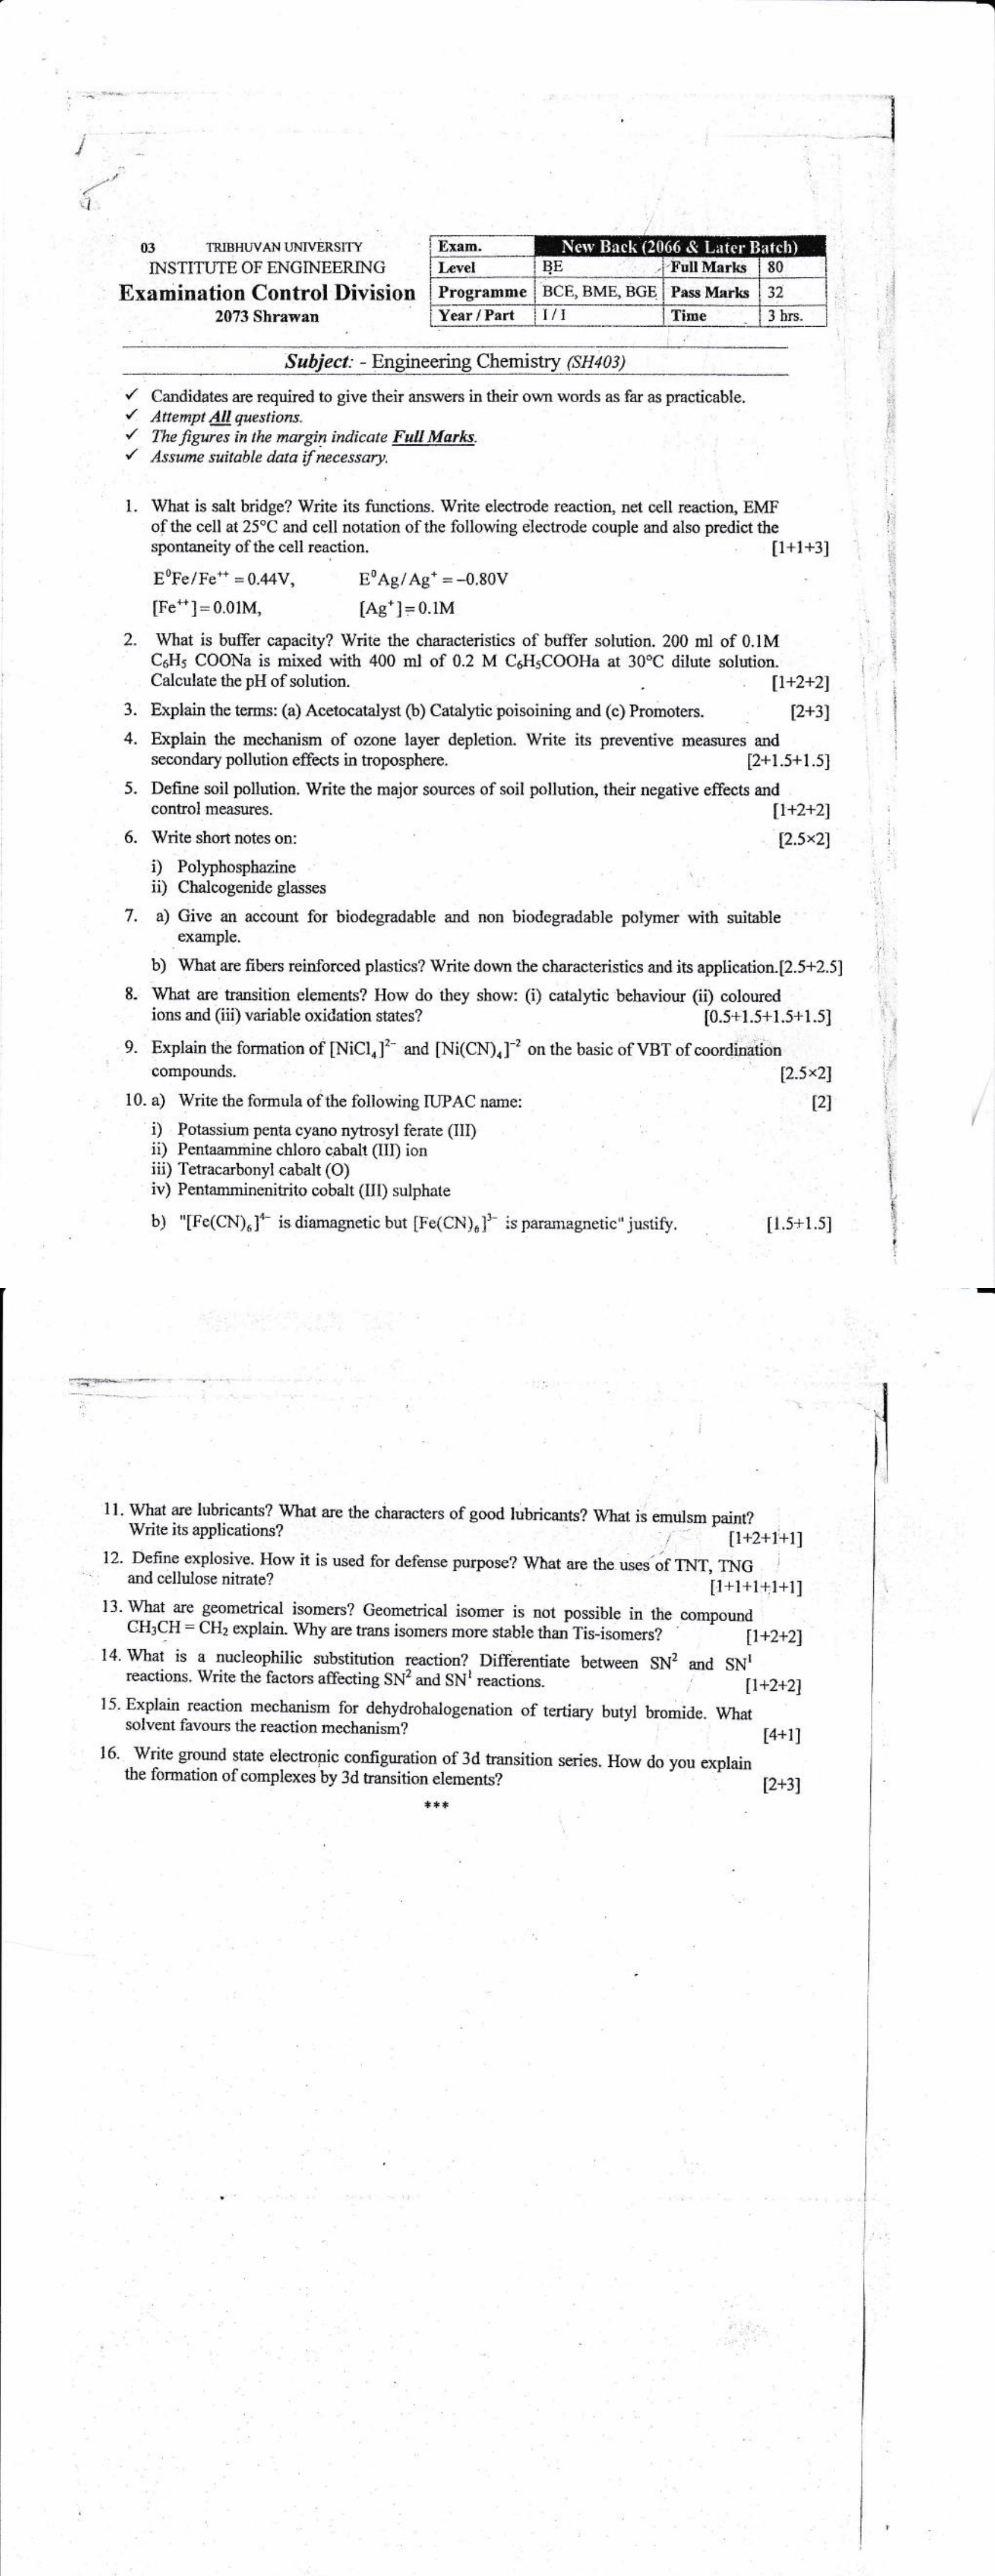 03 TRIBHUVAN UNIVERSITY
INSTITUTE OF ENGINEERING
Examination Control Division
2073 Shrawan
Exam. New Back (2066 & Later Batch)
Level BE Full Marks 80
Programme BCE, BME, BGE Pass Marks 32
Year / Part I / I Time 3 hrs.
Subject: - Engineering Chemistry (SH403)
✓ Candidates are required to give their answers in their own words as far as practicable.
✓ Attempt All questions.
✓ The figures in the margin indicate Full Marks.
✓ Assume suitable data if necessary.
1. What is salt bridge? Write its functions. Write electrode reaction, net cell reaction, EMF
of the cell at 25°C and cell notation of the following electrode couple and also predict the
spontaneity of the cell reaction. [1+1+3]
E⁰Fe/Fe⁺⁺ = 0.44V, E⁰Ag/Ag⁺ = –0.80V
[Fe⁺⁺] = 0.01M, [Ag⁺] = 0.1M
2. What is buffer capacity? Write the characteristics of buffer solution. 200 ml of 0.1M
C₆H₅ COONa is mixed with 400 ml of 0.2 M C₆H₅COOHa at 30°C dilute solution.
Calculate the pH of solution. [1+2+2]
3. Explain the terms: (a) Acetocatalyst (b) Catalytic poisoining and (c) Promoters. [2+3]
4. Explain the mechanism of ozone layer depletion. Write its preventive measures and
secondary pollution effects in troposphere. [2+1.5+1.5]
5. Define soil pollution. Write the major sources of soil pollution, their negative effects and
control measures. [1+2+2]
6. Write short notes on: [2.5×2]
i) Polyphosphazine
ii) Chalcogenide glasses
7. a) Give an account for biodegradable and non biodegradable polymer with suitable
example.
b) What are fibers reinforced plastics? Write down the characteristics and its application.[2.5+2.5]
8. What are transition elements? How do they show: (i) catalytic behaviour (ii) coloured
ions and (iii) variable oxidation states? [0.5+1.5+1.5+1.5]
9. Explain the formation of [NiCl₄]²⁻ and [Ni(CN)₄]⁻² on the basic of VBT of coordination
compounds. [2.5×2]
10. a) Write the formula of the following IUPAC name: [2]
i) Potassium penta cyano nytrosyl ferate (III)
ii) Pentaammine chloro cabalt (III) ion
iii) Tetracarbonyl cabalt (O)
iv) Pentamminenitrito cobalt (III) sulphate
b) "[Fe(CN)₆]⁴⁻ is diamagnetic but [Fe(CN)₆]³⁻ is paramagnetic" justify. [1.5+1.5]
11. What are lubricants? What are the characters of good lubricants? What is emulsm paint?
Write its applications? [1+2+1+1]
12. Define explosive. How it is used for defense purpose? What are the uses of TNT, TNG
and cellulose nitrate? [1+1+1+1+1]
13. What are geometrical isomers? Geometrical isomer is not possible in the compound
CH₃CH = CH₂ explain. Why are trans isomers more stable than Tis-isomers? [1+2+2]
14. What is a nucleophilic substitution reaction? Differentiate between SN² and SN¹
reactions. Write the factors affecting SN² and SN¹ reactions. [1+2+2]
15. Explain reaction mechanism for dehydrohalogenation of tertiary butyl bromide. What
solvent favours the reaction mechanism? [4+1]
16. Write ground state electronic configuration of 3d transition series. How do you explain
the formation of complexes by 3d transition elements? [2+3]
***